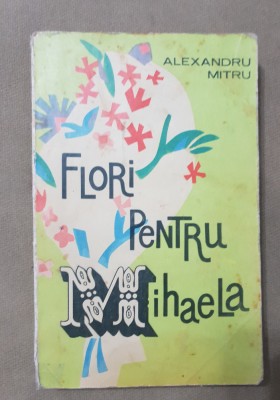 ALEXANDRU
MITRU
FLORI
PENTRU
Mihaela